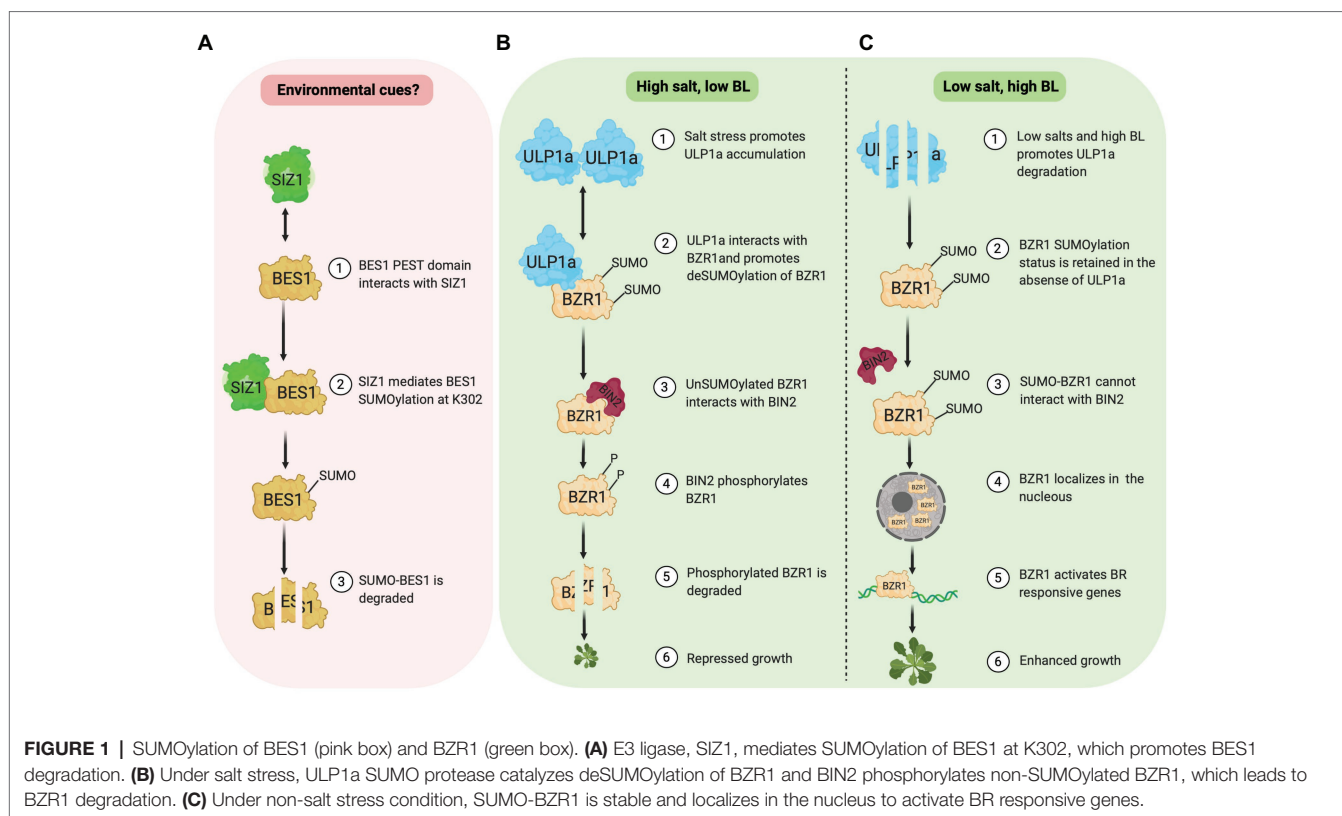 A
Environmental cues?
SIZ1
BES1
1 BES1 PEST domain
interacts with SIZ1
SIZ1
BES1
2 SIZ1 mediates BES1
SUMOylation at K302
SUMO
BES1
BES1
3 SUMO-BES1 is
degraded
B
High salt, low BL
ULP1a ULP1a
1 Salt stress promotes
ULP1a accumulation
ULP1a
SUMO
SUMO
BZR1
2 ULP1a interacts with
BZR1and promotes
deSUMOylation of BZR1
BIN2
BZR1
3 UnSUMOylated BZR1
interacts with BIN2
P
P
BZR1
4 BIN2 phosphorylates
BZR1
BZR1
5 Phosphorylated BZR1 is
degraded
6 Repressed growth
C
Low salt, high BL
ULP1a
1 Low salts and high BL
promotes ULP1a
degradation
SUMO
SUMO
BZR1
2 BZR1 SUMOylation
status is retained in the
absense of ULP1a
BIN2
SUMO
SUMO
BZR1
3 SUMO-BZR1 cannot
interact with BIN2
BZR1
BZR1
BZR1
BZR1
BZR1
4 BZR1 localizes in the
nucleous
BZR1
5 BZR1 activates BR
responsive genes
6 Enhanced growth
FIGURE 1 | SUMOylation of BES1 (pink box) and BZR1 (green box). (A) E3 ligase, SIZ1, mediates SUMOylation of BES1 at K302, which promotes BES1
degradation. (B) Under salt stress, ULP1a SUMO protease catalyzes deSUMOylation of BZR1 and BIN2 phosphorylates non-SUMOylated BZR1, which leads to
BZR1 degradation. (C) Under non-salt stress condition, SUMO-BZR1 is stable and localizes in the nucleus to activate BR responsive genes.